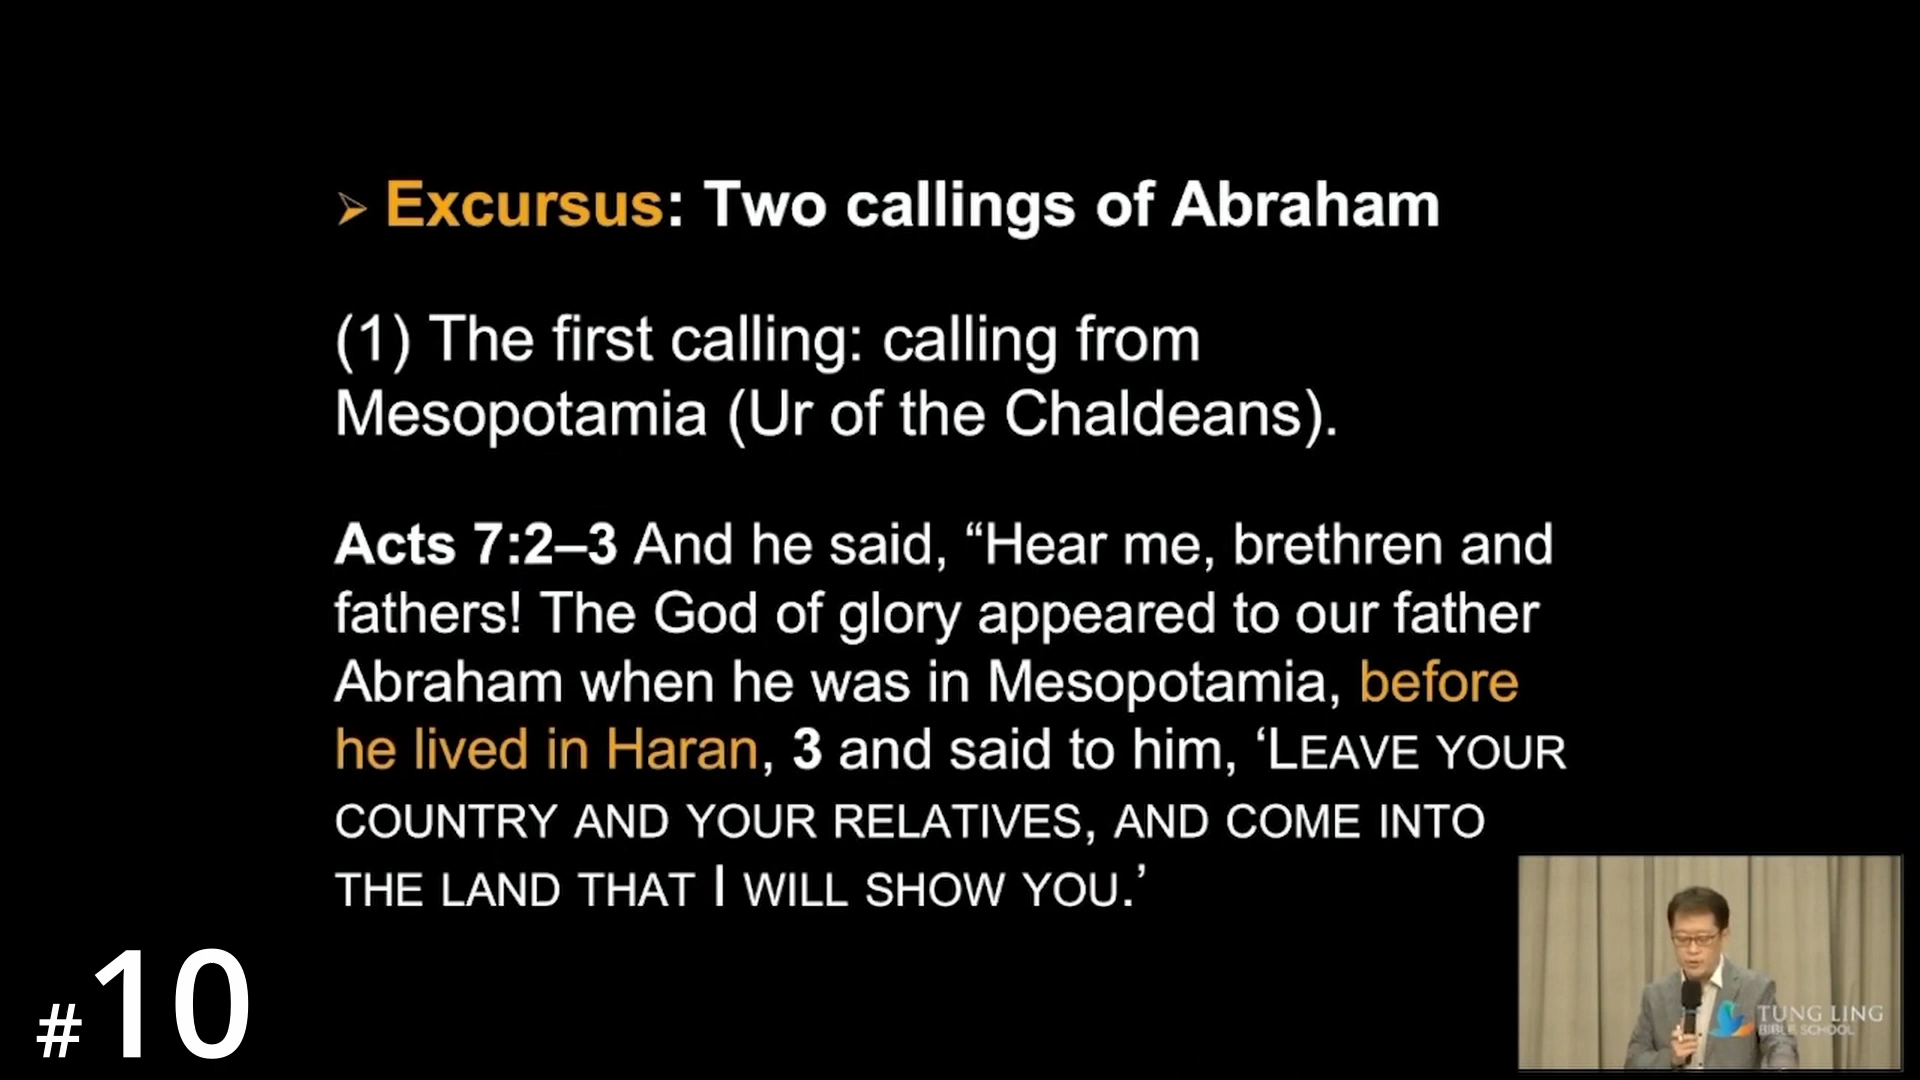 ➢ Excursus: Two callings of Abraham
(1) The first calling: calling from
Mesopotamia (Ur of the Chaldeans).
Acts 7:2–3 And he said, “Hear me, brethren and
fathers! The God of glory appeared to our father
Abraham when he was in Mesopotamia, before
he lived in Haran, 3 and said to him, ‘LEAVE YOUR
COUNTRY AND YOUR RELATIVES, AND COME INTO
THE LAND THAT I WILL SHOW YOU.’
#10
TUNG LING
BIBLE SCHOOL